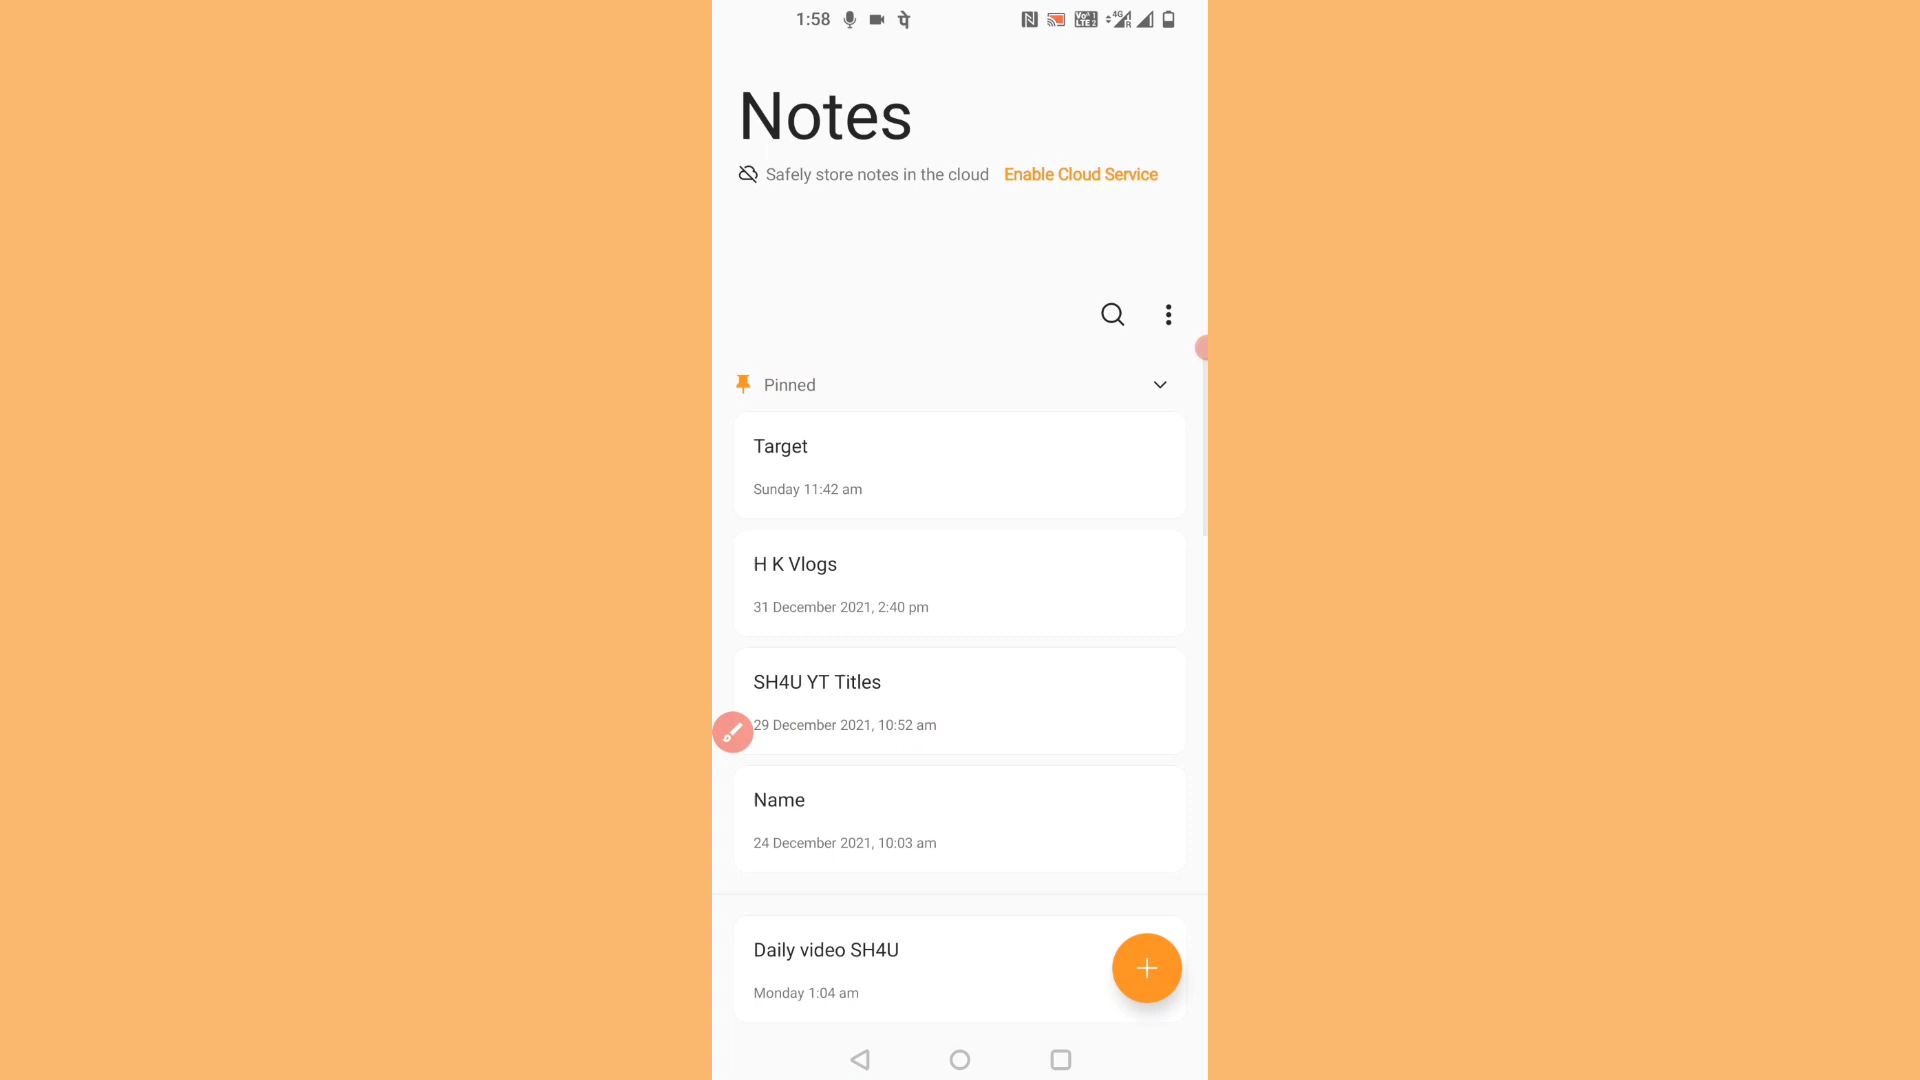 1:58
Notes
Safely store notes in the cloud Enable Cloud Service
Pinned
Target
Sunday 11:42 am
H K Vlogs
31 December 2021, 2:40 pm
SH4U YT Titles
29 December 2021, 10:52 am
Name
24 December 2021, 10:03 am
Daily video SH4U
Monday 1:04 am